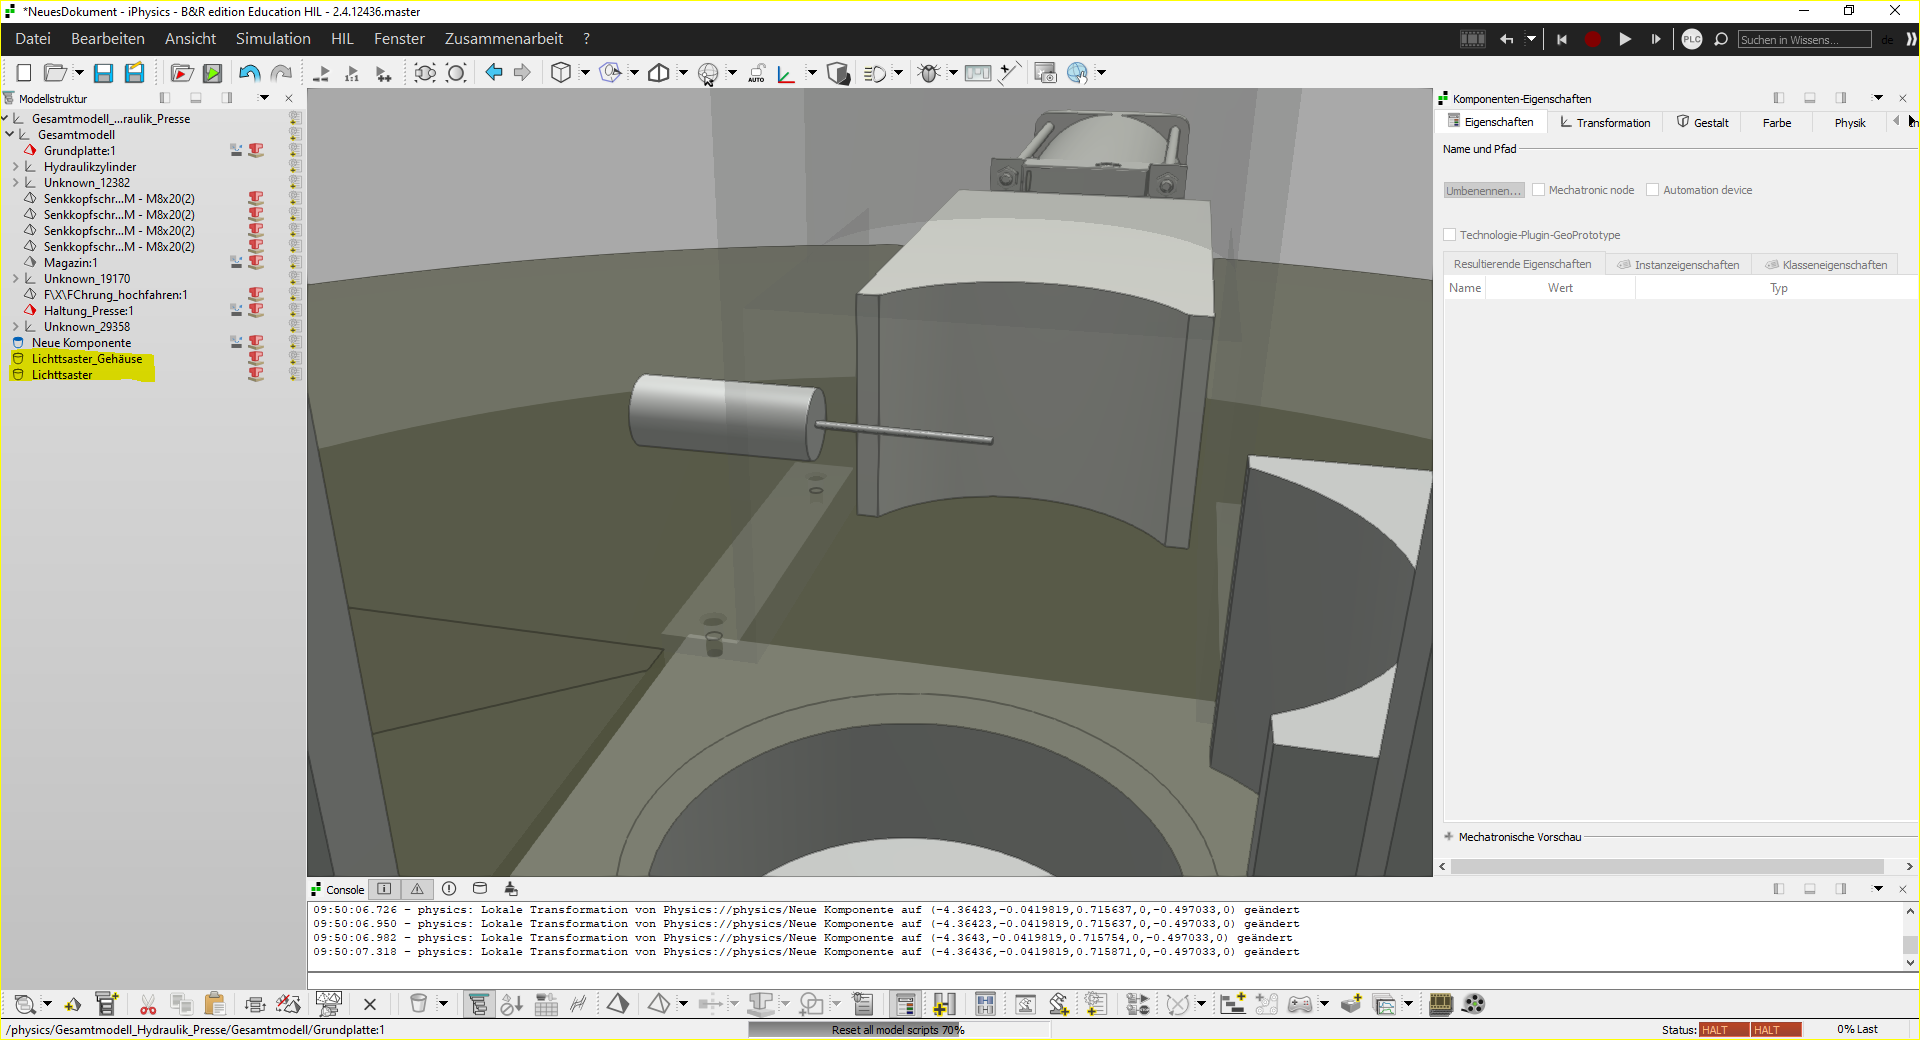 *NeuesDokument - iPhysics - B&R edition Education HIL - 2.4.12436.master
Datei Bearbeiten Ansicht Simulation HIL Fenster Zusammenarbeit ?
PLC Suchen in Wissens... de
1:1 AUTO
Modellstruktur
Gesamtmodell_...raulik_Presse
Gesamtmodell
Grundplatte:1
Hydraulikzylinder
Unknown_12382
Senkkopfschr...M - M8x20(2)
Senkkopfschr...M - M8x20(2)
Senkkopfschr...M - M8x20(2)
Senkkopfschr...M - M8x20(2)
Magazin:1
Unknown_19170
F\X\FChrung_hochfahren:1
Haltung_Presse:1
Unknown_29358
Neue Komponente
Lichttsaster_Gehäuse
Lichttsaster
Komponenten-Eigenschaften
Eigenschaften Transformation Gestalt Farbe Physik
Name und Pfad
Umbenennen... Mechatronic node Automation device
Technologie-Plugin-GeoPrototype
Resultierende Eigenschaften Instanzeigenschaften Klasseneigenschaften
Name Wert Typ
Mechatronische Vorschau
Console
09:50:06.726 - physics: Lokale Transformation von Physics://physics/Neue Komponente auf (-4.36423,-0.0419819,0.715637,0,-0.497033,0) geändert
09:50:06.950 - physics: Lokale Transformation von Physics://physics/Neue Komponente auf (-4.36423,-0.0419819,0.715637,0,-0.497033,0) geändert
09:50:06.982 - physics: Lokale Transformation von Physics://physics/Neue Komponente auf (-4.3643,-0.0419819,0.715754,0,-0.497033,0) geändert
09:50:07.318 - physics: Lokale Transformation von Physics://physics/Neue Komponente auf (-4.36436,-0.0419819,0.715871,0,-0.497033,0) geändert
/physics/Gesamtmodell_Hydraulik_Presse/Gesamtmodell/Grundplatte:1
Reset all model scripts 70%
Status: HALT HALT 0% Last